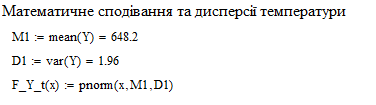 Математичне сподівання та дисперсії температури
M1 := mean(Y) = 648.2
D1 := var(Y) = 1.96
F_Y_t(x) := pnorm(x,M1,D1)